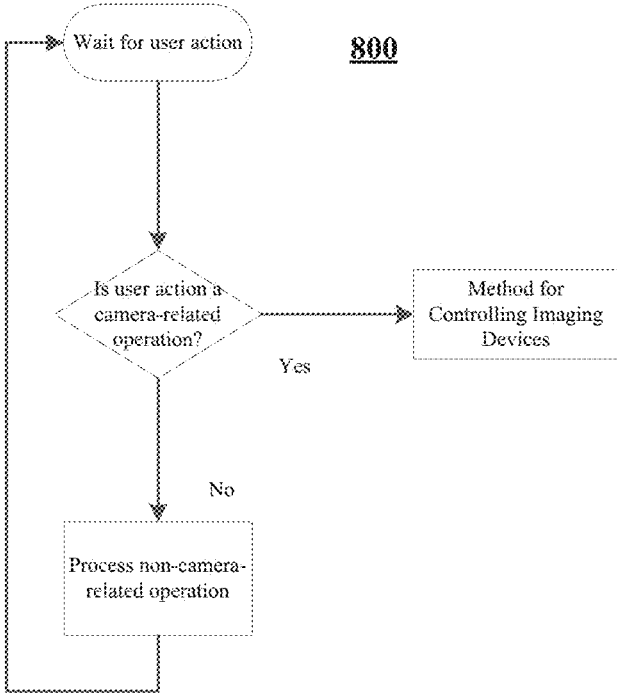 Wait for user action
800
Is user action a
camera-related
operation?
Method for
Controlling Imaging
Devices
Yes
No
Process non-camera-
related operation